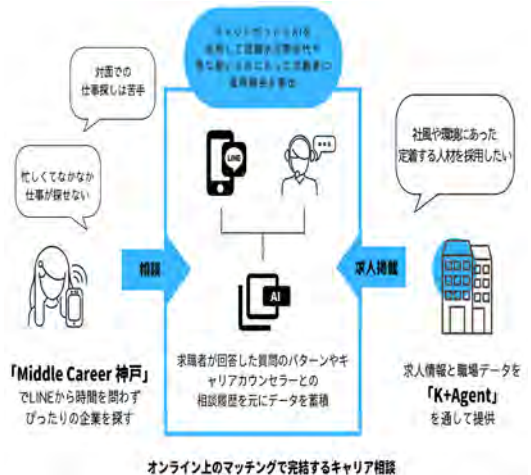 対面での
仕事探しは苦手
忙しくてなかなか
仕事が探せない
LINE
社風や環境にあった
定着する人材を採用したい
相談
求人掲載
AI
求職者が回答した質問のパターンやキ
ャリアカウンセラーとの
相談履歴を元にデータを蓄積
「Middle Career 神戸」
でLINEから時間を問わず
ぴったりの企業を探す
求人情報と職場データを
「K+Agent」
を通して提供
オンライン上のマッチングで完結するキャリア相談